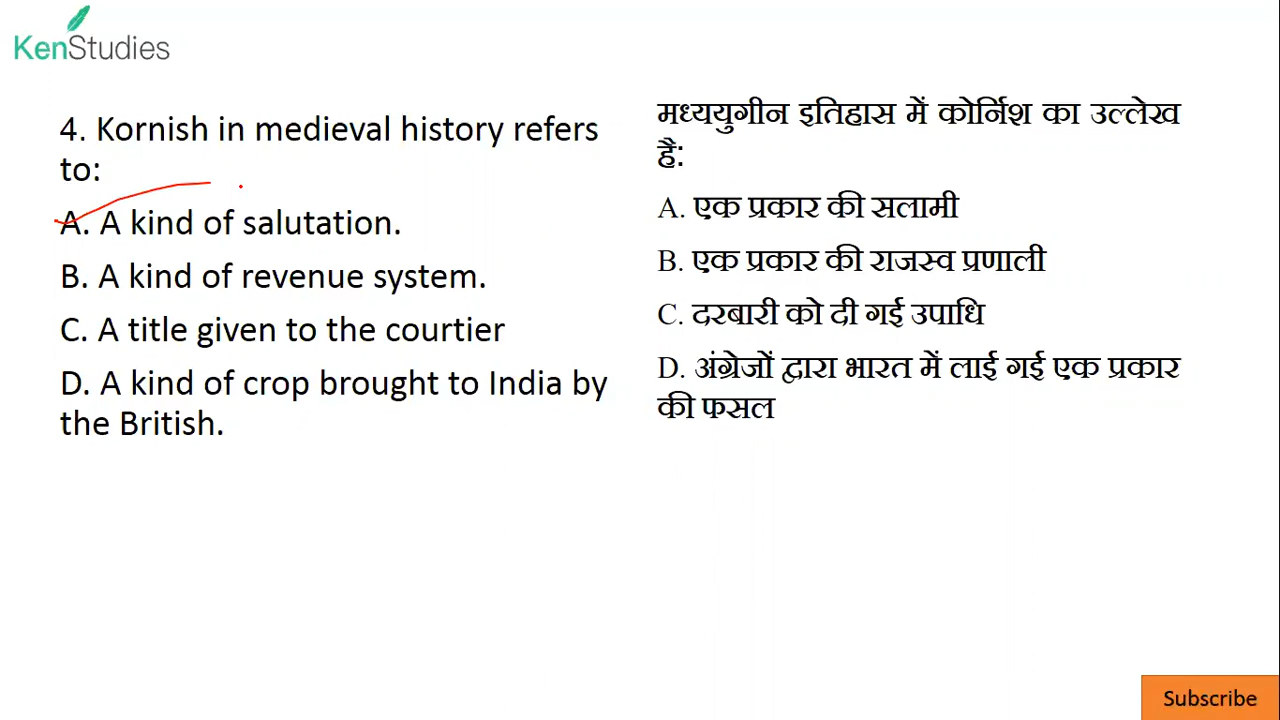 KenStudies
4. Kornish in medieval history refers
to:
A. A kind of salutation.
B. A kind of revenue system.
C. A title given to the courtier
D. A kind of crop brought to India by
the British.
मध्ययुगीन इतिहास में कोर्निश का उल्लेख
है:
A. एक प्रकार की सलामी
B. एक प्रकार की राजस्व प्रणाली
C. दरबारी को दी गई उपाधि
D. अंग्रेजों द्वारा भारत में लाई गई एक प्रकार
की फसल
Subscribe